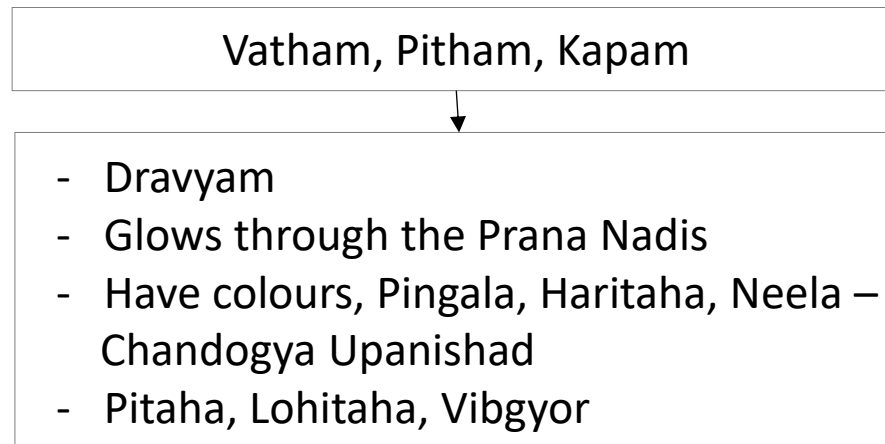 Vatham, Pitham, Kapam
- Dravyam
- Glows through the Prana Nadis
- Have colours, Pingala, Haritaha, Neela –
Chandogya Upanishad
- Pitaha, Lohitaha, Vibgyor